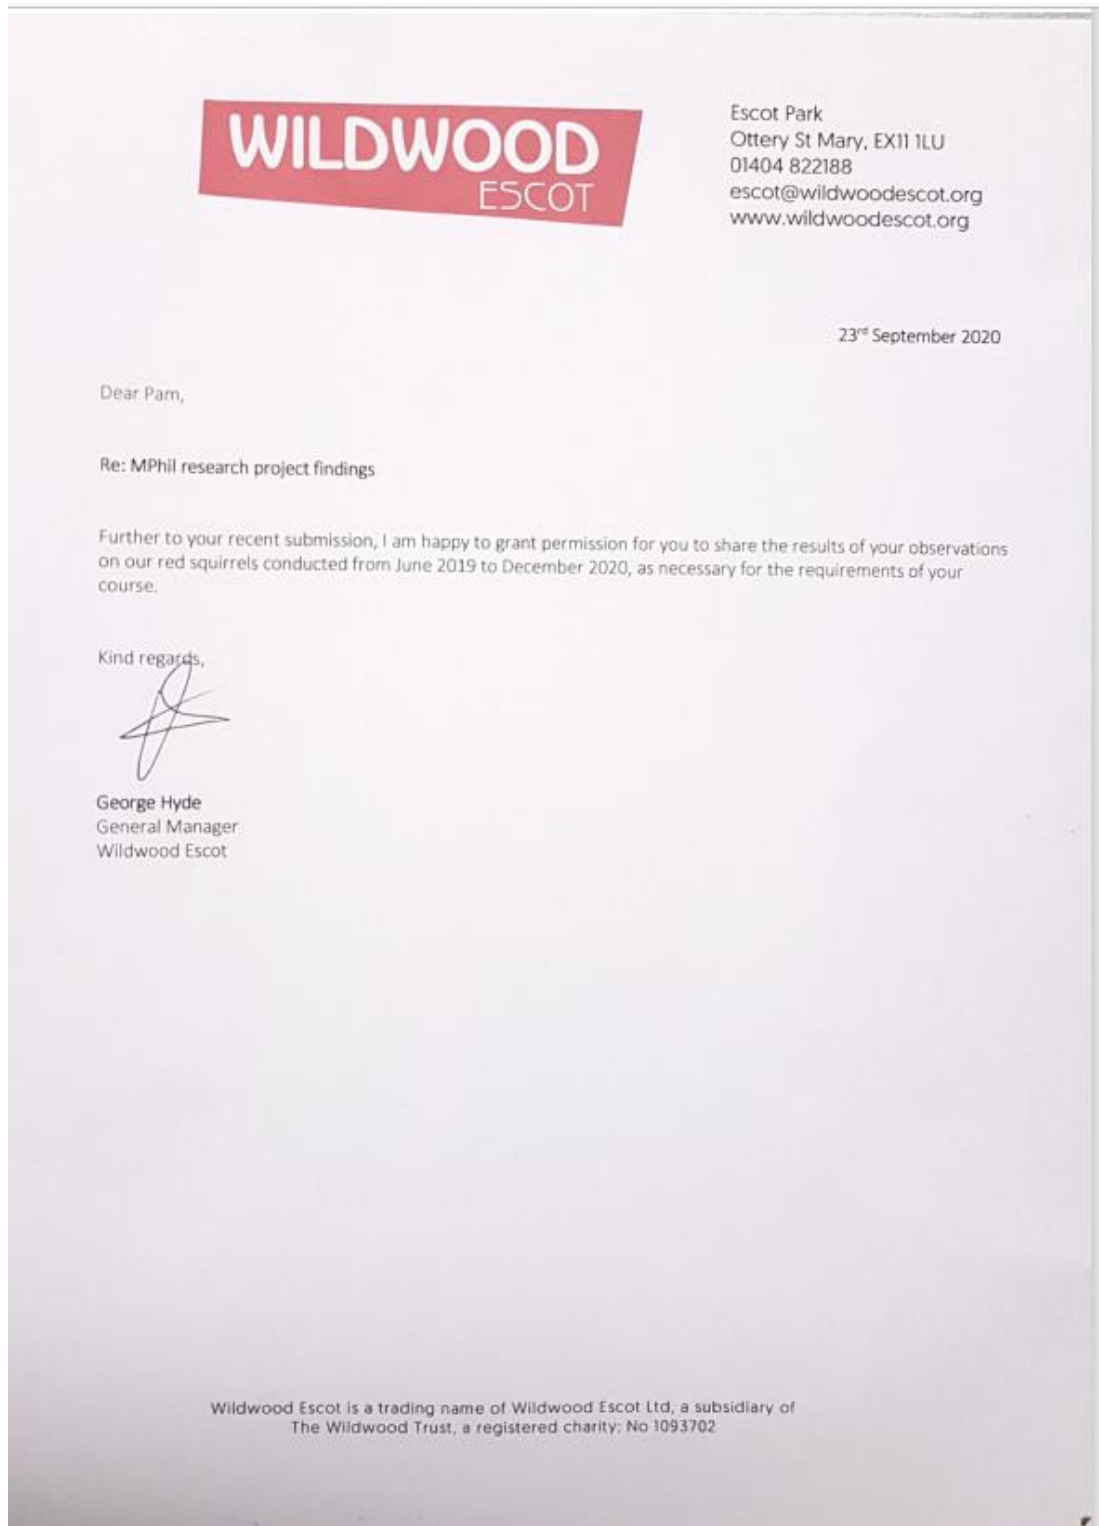 WILDWOOD
ESCOT
Escot Park
Ottery St Mary, EX11 1LU
01404 822188
escot@wildwoodescot.org
www.wildwoodescot.org
23rd September 2020
Dear Pam,
Re: MPhil research project findings
Further to your recent submission, I am happy to grant permission for you to share the results of your observations
on our red squirrels conducted from June 2019 to December 2020, as necessary for the requirements of your
course.
Kind regards,
George Hyde
General Manager
Wildwood Escot
Wildwood Escot is a trading name of Wildwood Escot Ltd, a subsidiary of
The Wildwood Trust, a registered charity: No 1093702